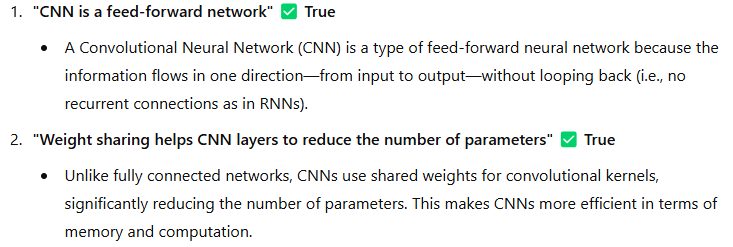 1. "CNN is a feed-forward network" ✅ True
• A Convolutional Neural Network (CNN) is a type of feed-forward neural network because the
information flows in one direction—from input to output—without looping back (i.e., no
recurrent connections as in RNNs).
2. "Weight sharing helps CNN layers to reduce the number of parameters" ✅ True
• Unlike fully connected networks, CNNs use shared weights for convolutional kernels,
significantly reducing the number of parameters. This makes CNNs more efficient in terms of
memory and computation.